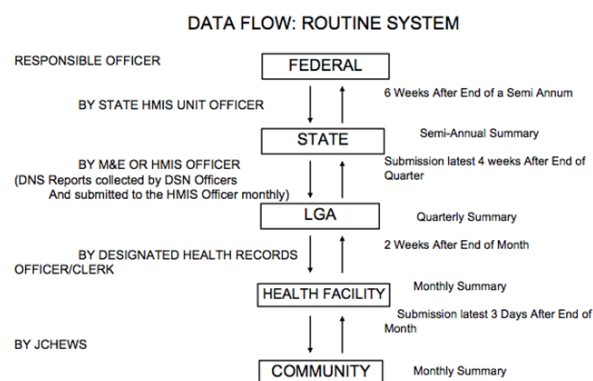 DATA FLOW: ROUTINE SYSTEM
RESPONSIBLE OFFICER
FEDERAL
6 Weeks After End of a Semi Annum
BY STATE HMIS UNIT OFFICER
STATE
Semi-Annual Summary
BY M&E OR HMIS OFFICER
Submission latest 4 weeks After End of
Quarter
(DNS Reports collected by DSN Officers
And submitted to the HMIS Officer monthly)
LGA
Quarterly Summary
2 Weeks After End of Month
BY DESIGNATED HEALTH RECORDS
OFFICER/CLERK
HEALTH FACILITY
Monthly Summary
Submission latest 3 Days After End of
Month
BY JCHEWS
COMMUNITY
Monthly Summary